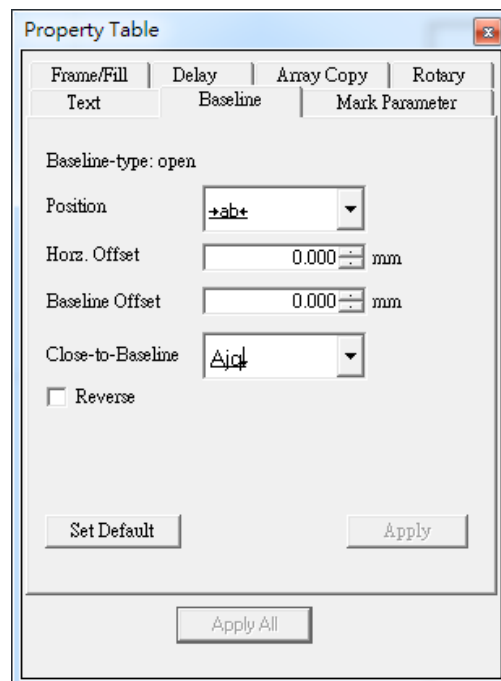 Property Table
Frame/Fill Delay Array Copy Rotary
Text Baseline Mark Parameter
Baseline-type: open
Position →ab←
Horz. Offset 0.000 mm
Baseline Offset 0.000 mm
Close-to-Baseline Ajq
Reverse
Set Default Apply
Apply All